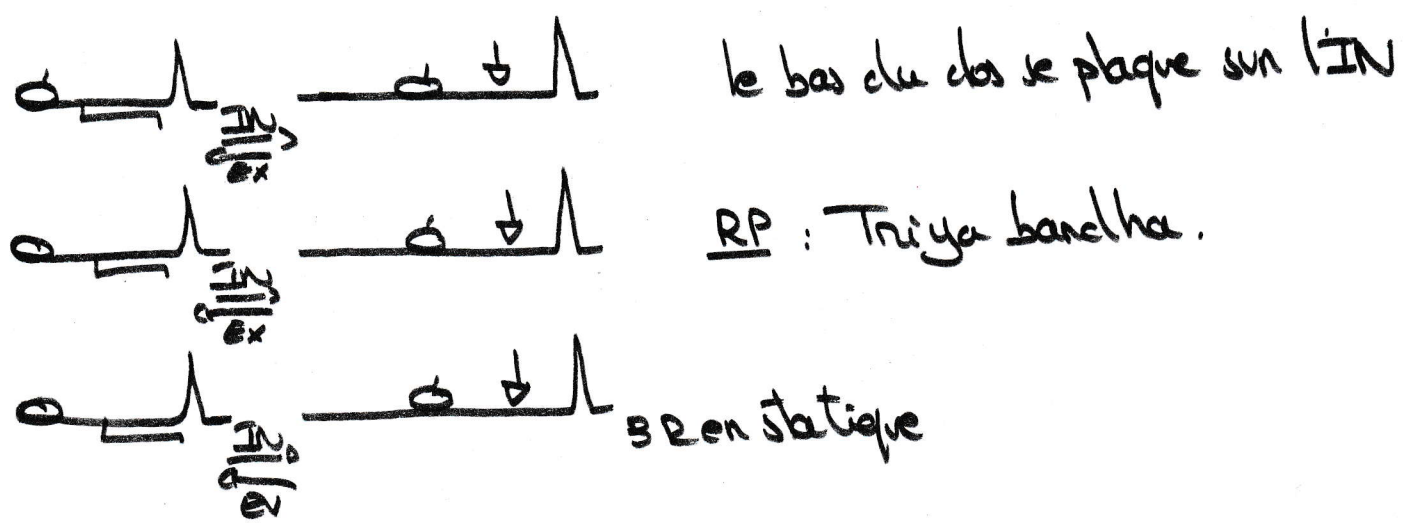 le bas du dos se plaque sur l'IN
IN
Ex
RP : Triya bandha.
IN
Ex
3 R en statique
IN